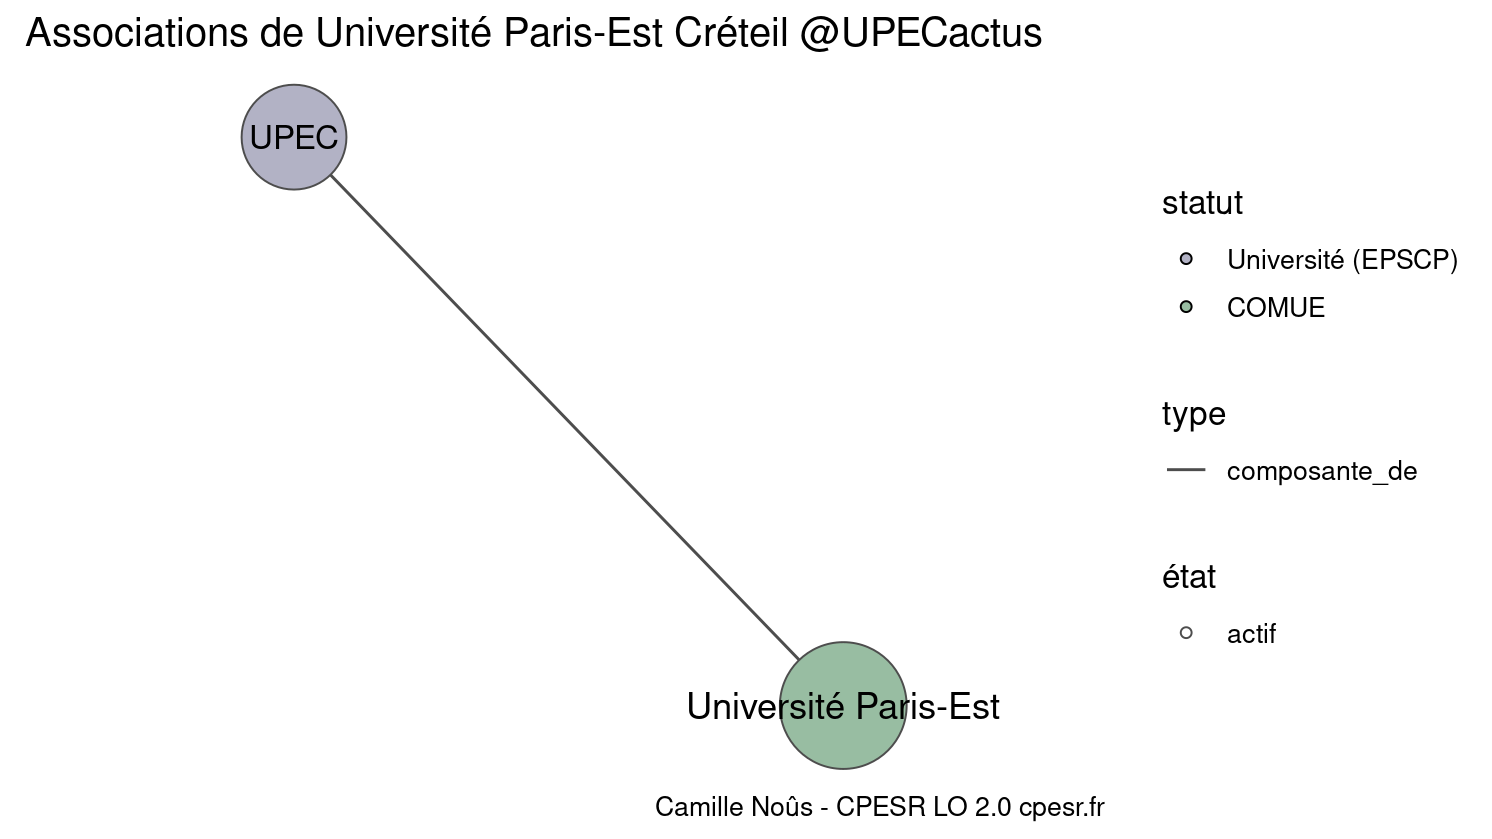 Associations de Université Paris-Est Créteil @UPECactus
UPEC
statut
Université (EPSCP)
COMUE
type
composante_de
état
actif
Université Paris-Est
Camille Noûs - CPESR LO 2.0 cpesr.fr